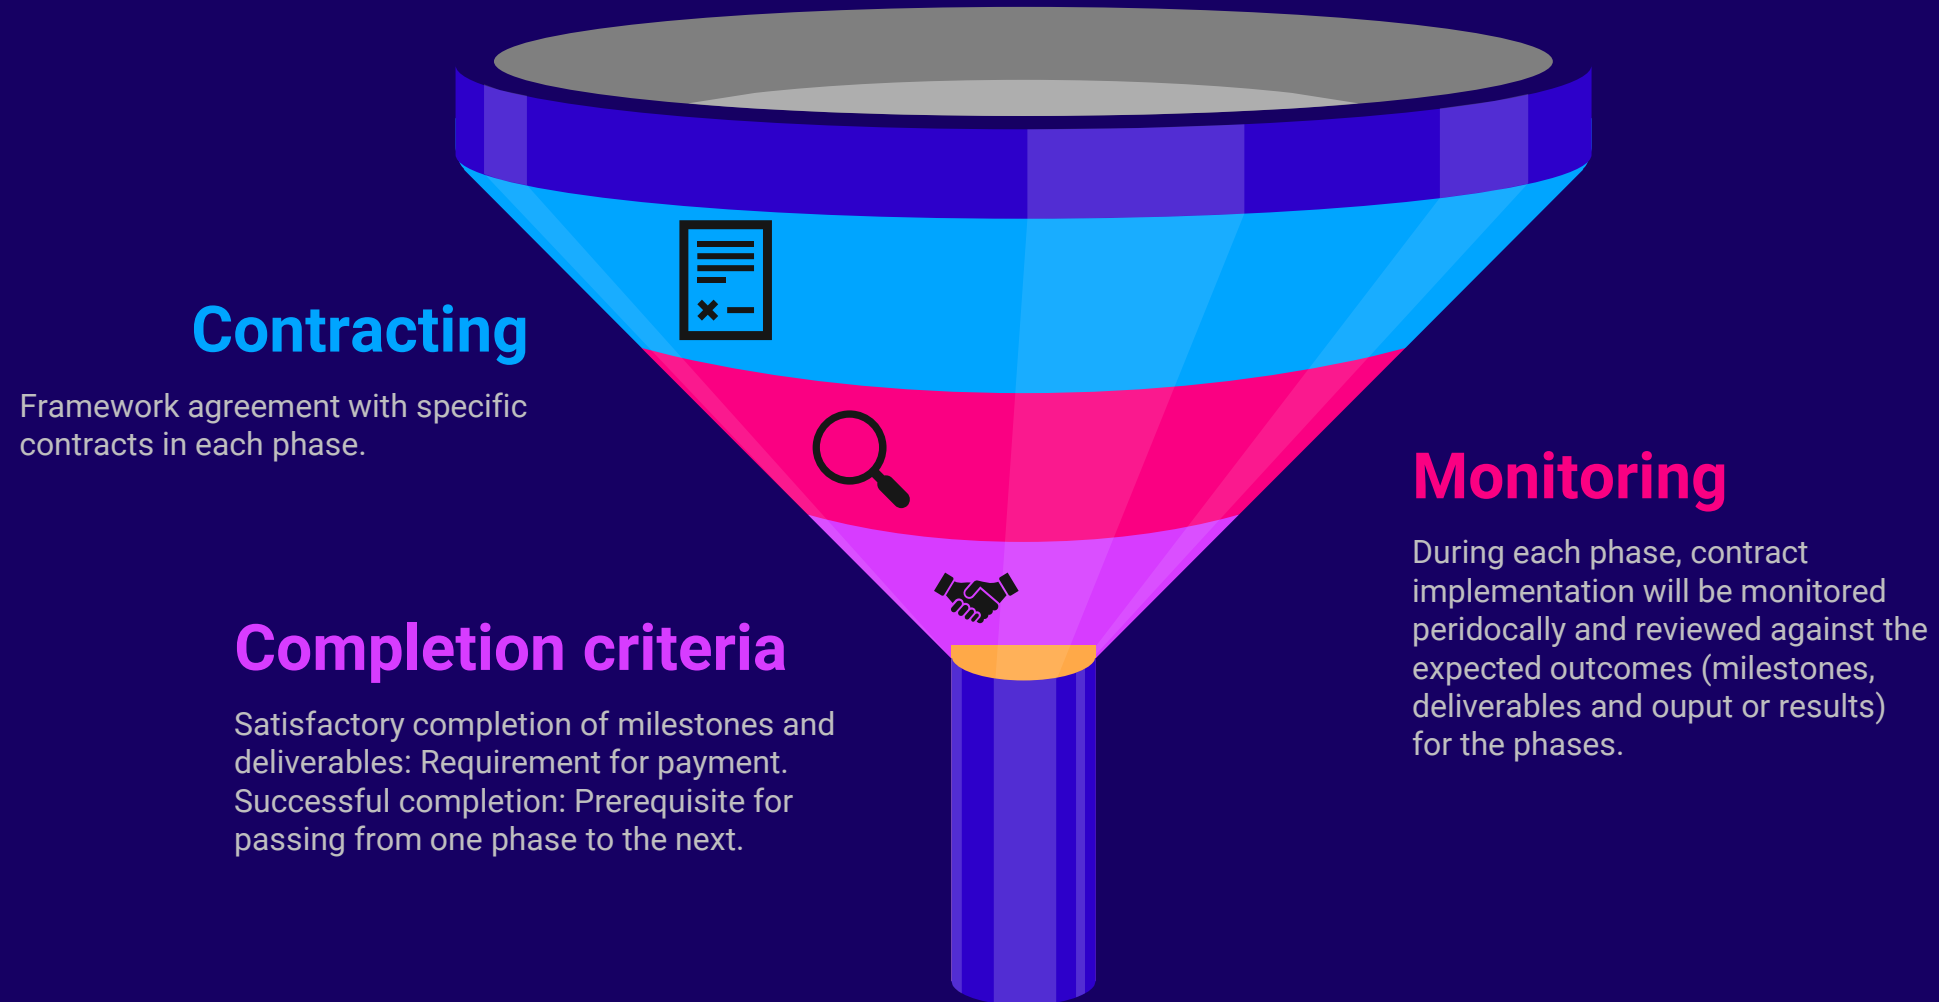 Contracting
Framework agreement with specific
contracts in each phase.
Monitoring
During each phase, contract
implementation will be monitored
peridocally and reviewed against the
expected outcomes (milestones,
deliverables and ouput or results)
for the phases.
Completion criteria
Satisfactory completion of milestones and
deliverables: Requirement for payment.
Successful completion: Prerequisite for
passing from one phase to the next.